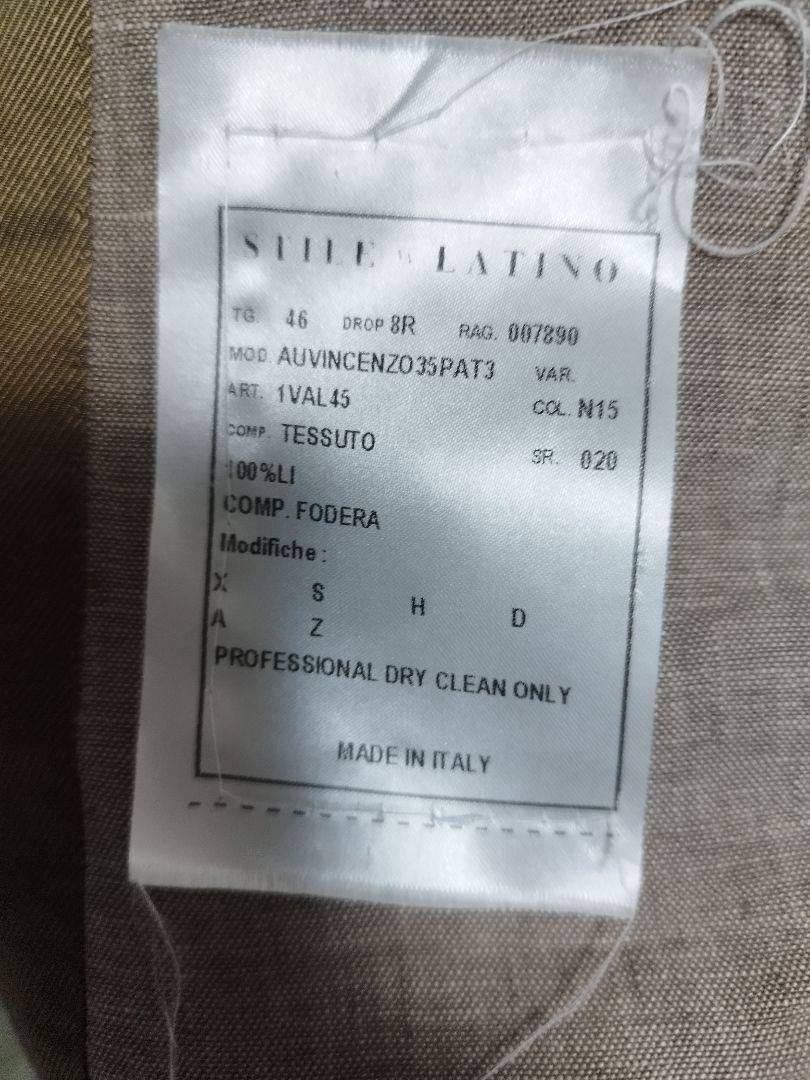 STILE LATINO
TG. 46 DROP 8R RAG. 007890
MOD. AUVINCENZO35PAT3 VAR.
ART. 1VAL45 COL. N15
COMP. TESSUTO SR. 020
100%LI
COMP. FODERA
Modifiche :
X S H D
A Z
PROFESSIONAL DRY CLEAN ONLY
MADE IN ITALY